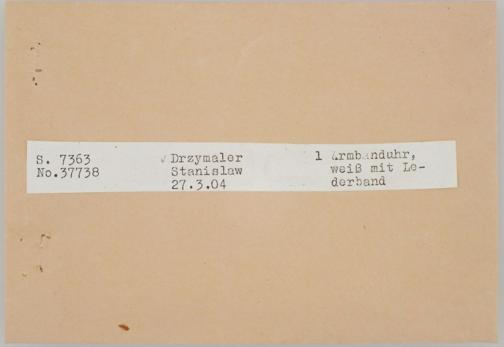 S. 7363
No.37738
Drzymaler
Stanislaw
27.3.04
1 Armbanduhr,
weiß mit Le-
derband